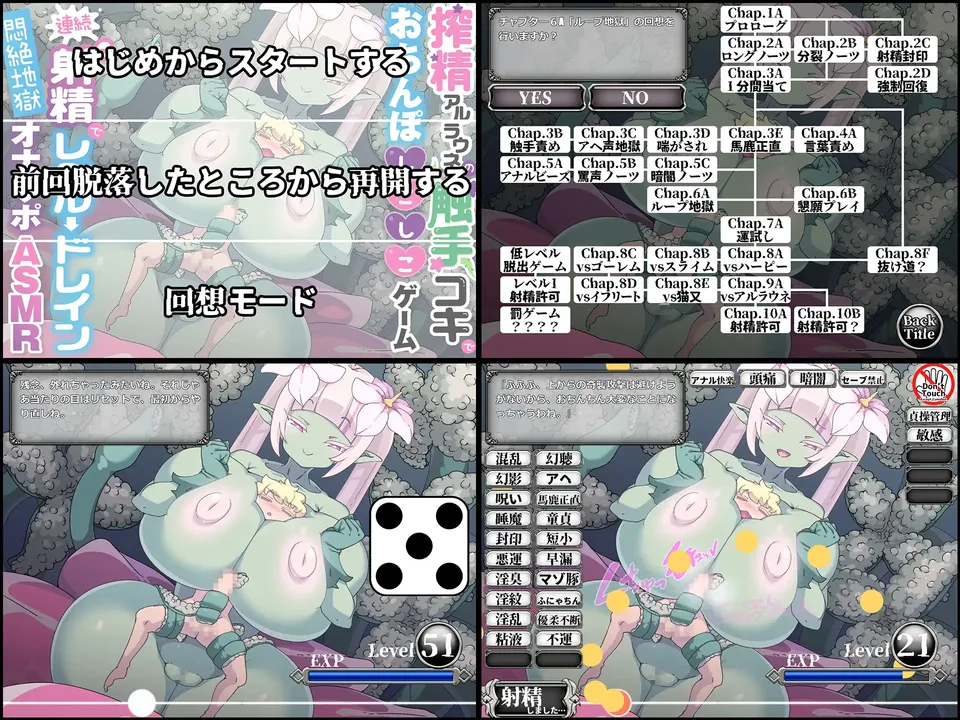 搾精アルラウネの触手コキで
おちんぽしこしこゲーム
連続射精でレベル・ドレイン
悶絶地獄オナサポASMR
はじめからスタートする
前回脱落したところから再開する
回想モード
チャプター6A「ループ地獄」の回想を
行いますか?
YES
NO
Chap.1A
プロローグ
Chap.2A
ロングノーツ
Chap.2B
分裂ノーツ
Chap.2C
射精封印
Chap.3A
1分間当て
Chap.2D
強制回復
Chap.3B
触手責め
Chap.3C
アヘ声地獄
Chap.3D
喘がされ
Chap.3E
馬鹿正直
Chap.4A
言葉責め
Chap.5A
アナルビーズ
Chap.5B
罵声ノーツ
Chap.5C
暗闇ノーツ
Chap.6A
ループ地獄
Chap.6B
懇願プレイ
Chap.7A
運試し
低レベル
脱出ゲーム
Chap.8C
vsゴーレム
Chap.8B
vsスライム
Chap.8A
vsハーピー
Chap.8F
抜け道?
レベル1
射精許可
Chap.8D
vsイフリート
Chap.8E
vs猫又
Chap.9A
vsアルラウネ
罰ゲーム
????
Chap.10A
射精許可
Chap.10B
射精許可?
Back
Title
残念、外れちゃったみたいね。それじゃ
あ当たりの目はリセットで、最初からや
り直しね。
EXP
Level 51
『ふふふ、上からの奇襲攻撃は避けよう
がないから、おちんちん大変なことにな
っちゃうわね。』
アナル快楽
頭痛
暗闇
セーブ禁止
Don't
Touch
貞操管理
敏感
混乱
幻聴
幻影
アヘ
呪い
馬鹿正直
睡魔
童貞
封印
短小
悪運
早漏
淫臭
マゾ豚
淫紋
ふにゃちん
淫乱
優柔不断
粘液
不運
EXP
Level 21
射精
しました…